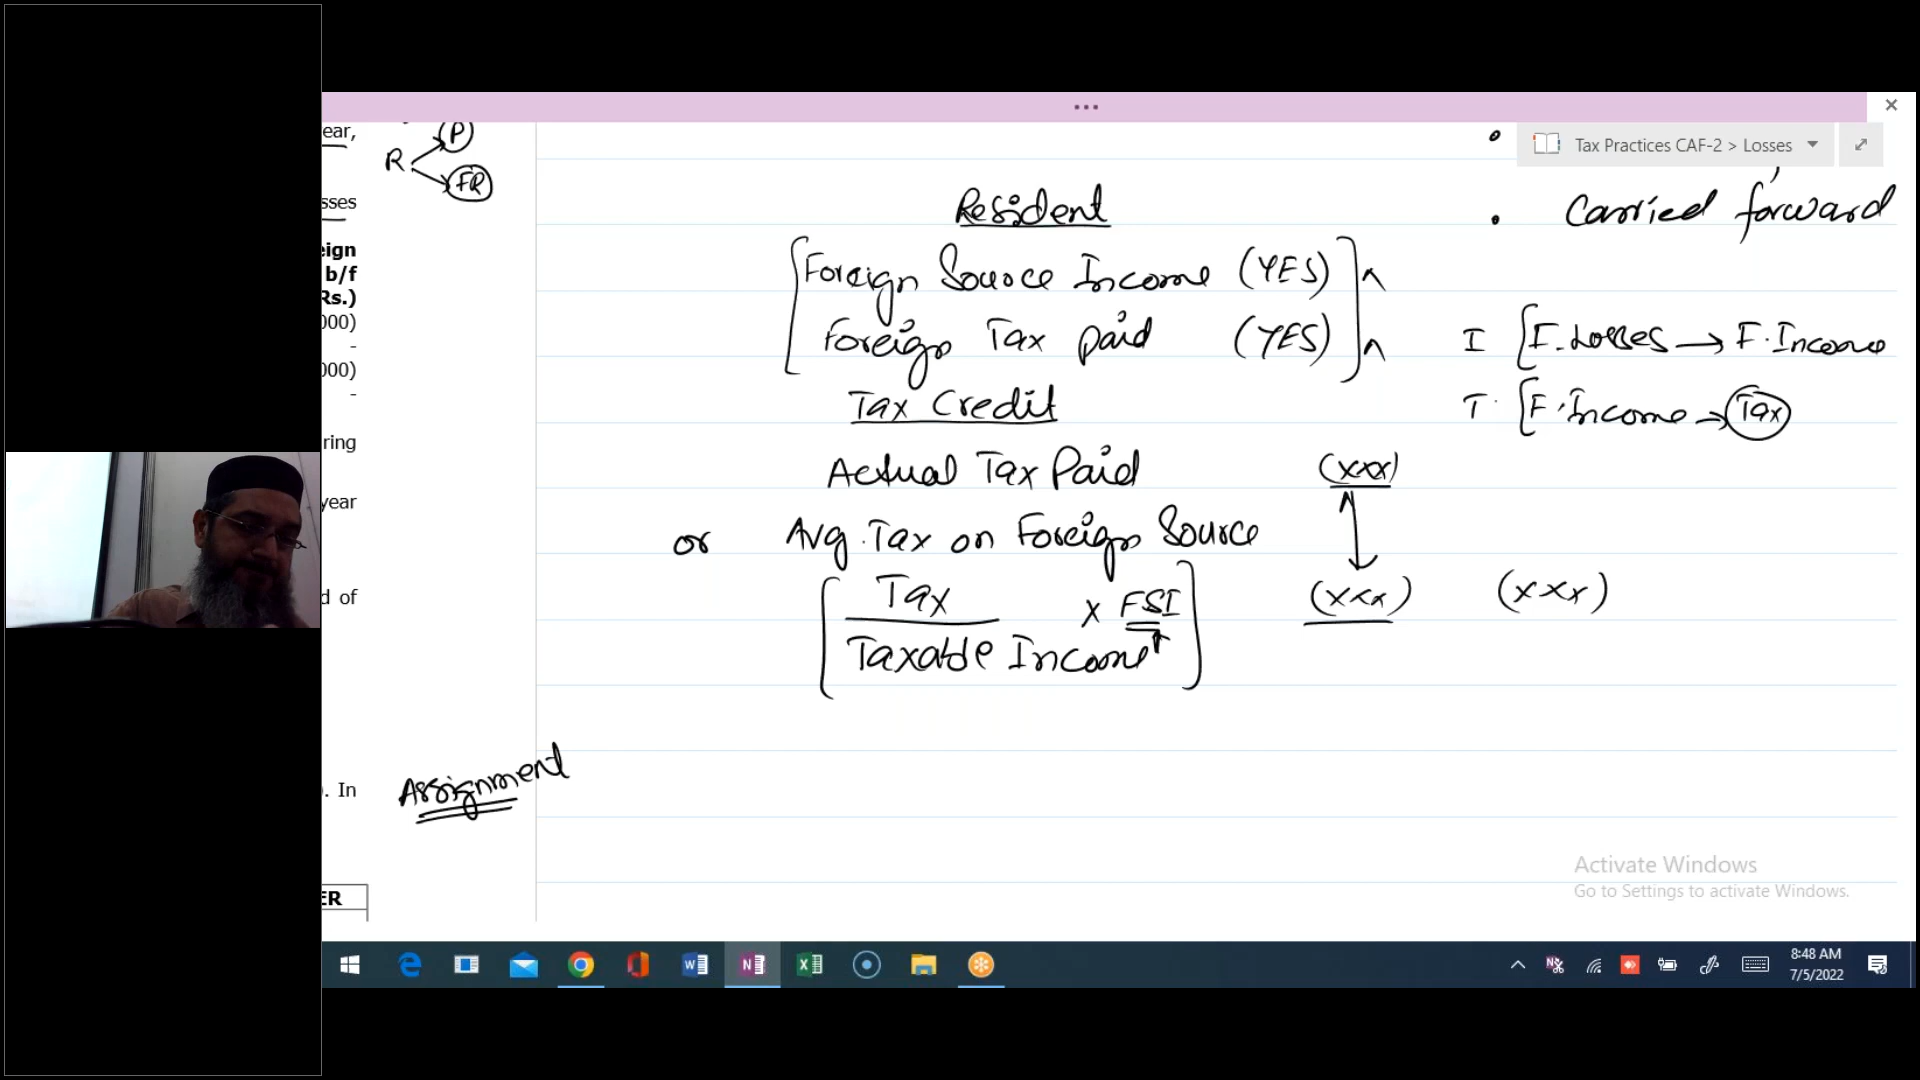 Tax Practices CAF-2 > Losses
ear,
R
P
FR
sses
eign
b/f
Rs.)
000)
-
000)
-
ring
year
d of
. In
Assignment
ER
Resident
Foreign Source Income (YES)
Foreign Tax paid (YES)
Tax Credit
Actual Tax Paid (xxx)
or Avg. Tax on Foreign Source
Tax
Taxable Income
x FSI
(xxx) (xxx)
• Carried forward
I [F. Losses → F. Income
T. [F. Income → Tax
Activate Windows
Go to Settings to activate Windows.
8:48 AM
7/5/2022